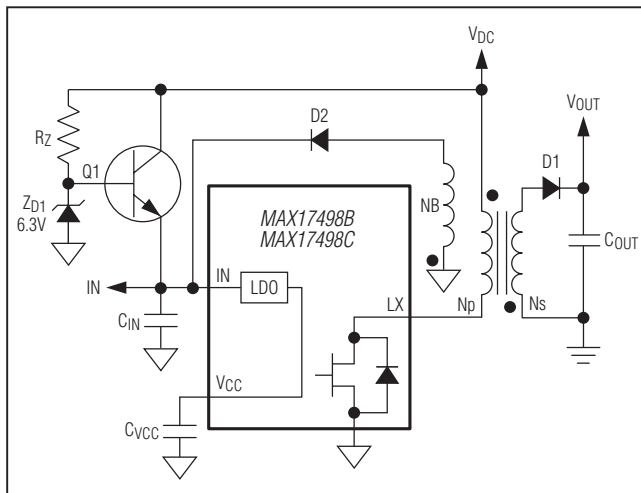 VDC
VOUT
D2
D1
RZ
Q1
ZD1
6.3V
MAX17498B
MAX17498C
NB
COUT
IN
IN
LDO
LX
Np
Ns
CIN
VCC
CVCC